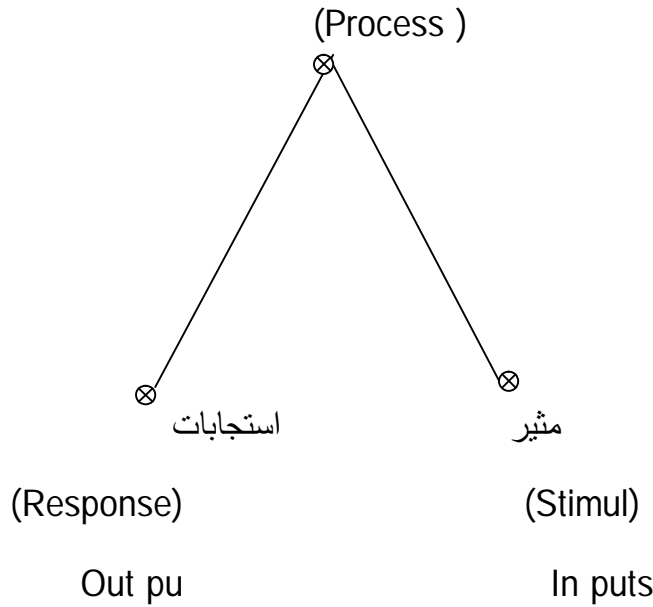 (Process )
استجابات
مثير
(Response)
(Stimul)
Out pu
In puts